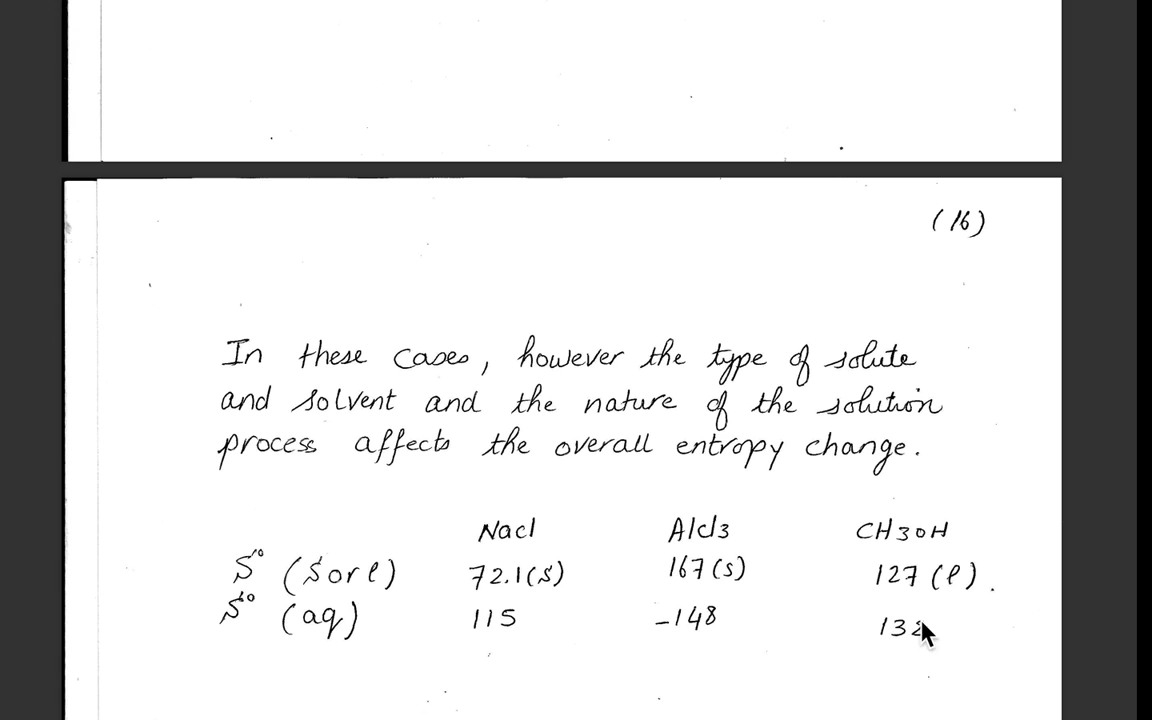 (16)
In these cases, however the type of solute
and solvent and the nature of the solution
process affects the overall entropy change.
Nacl Alcl3 CH3OH
S° (s or l) 72.1(s) 167(s) 127(l).
S° (aq) 115 -148